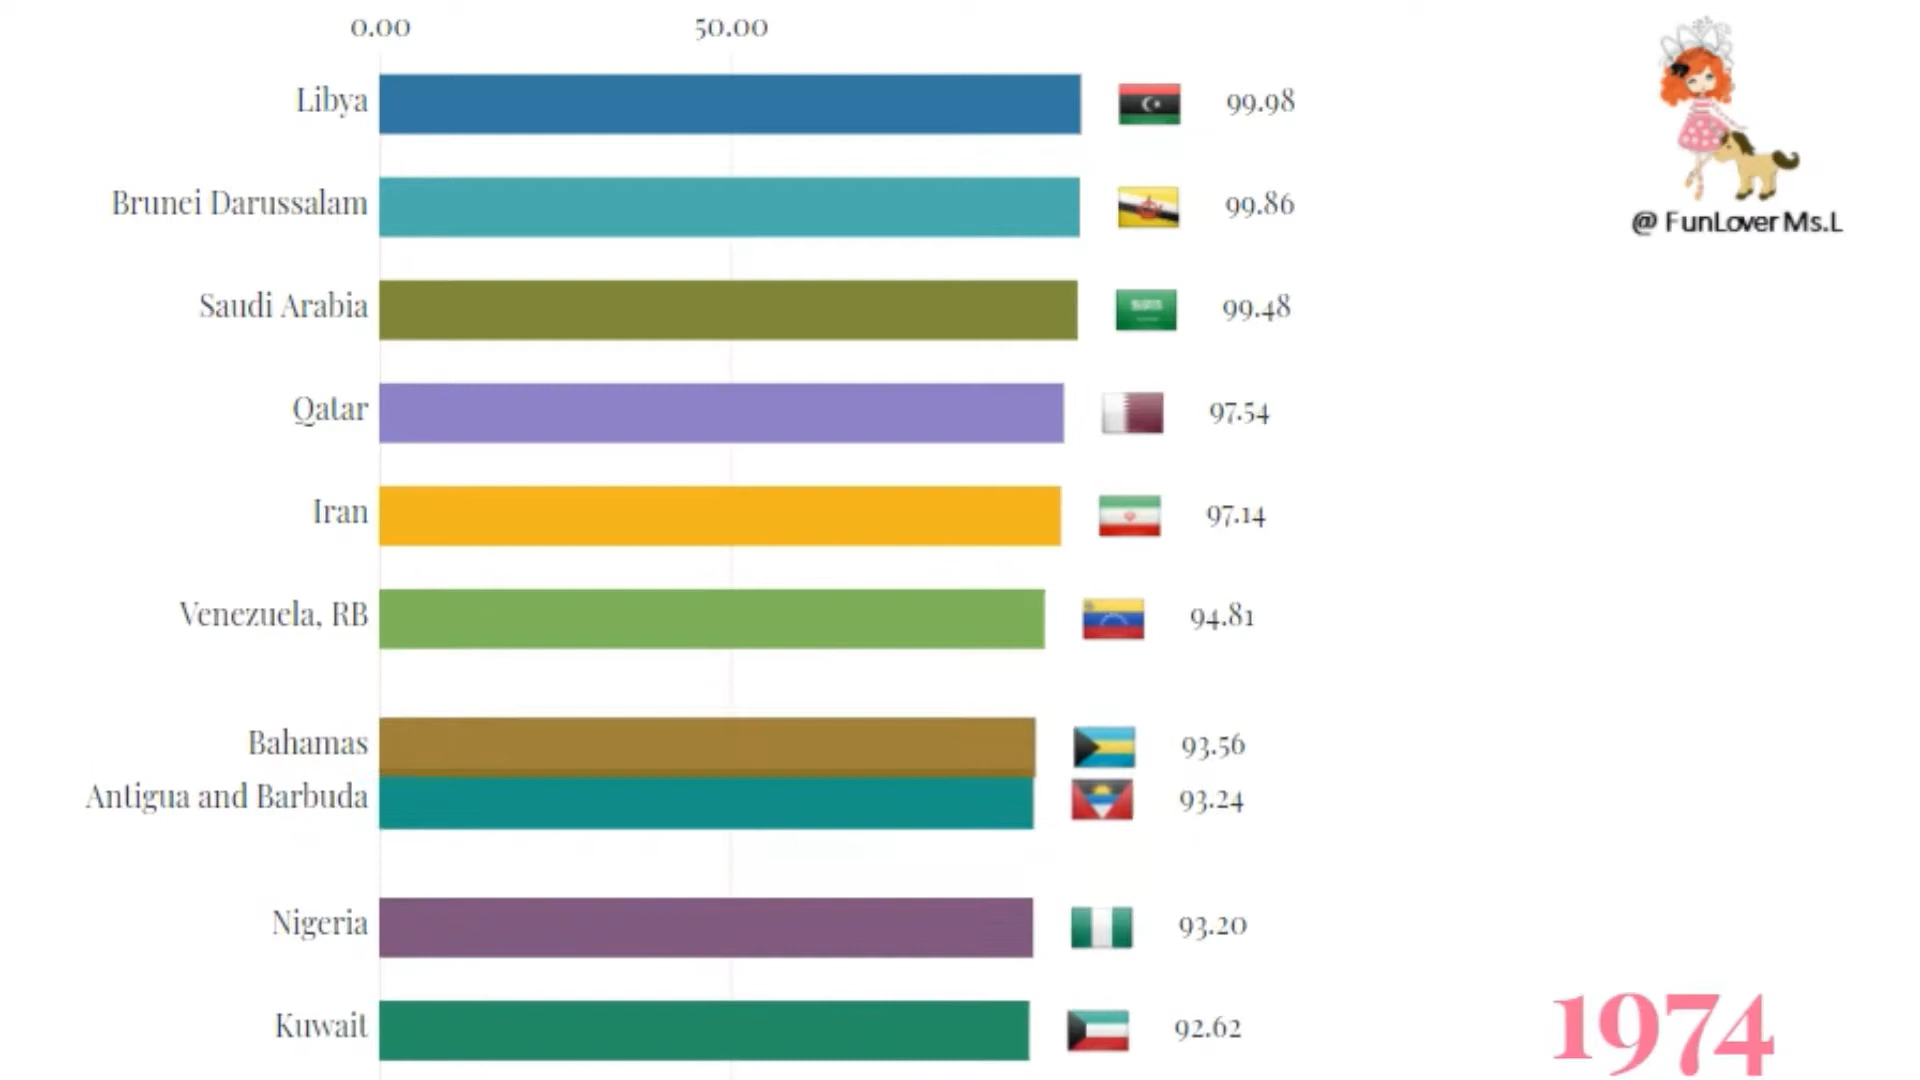 0.00 50.00
Libya 99.98
Brunei Darussalam 99.86
Saudi Arabia 99.48
Qatar 97.54
Iran 97.14
Venezuela, RB 94.81
Bahamas 93.56
Antigua and Barbuda 93.24
Nigeria 93.20
Kuwait 92.62
@ FunLover Ms.L
1974